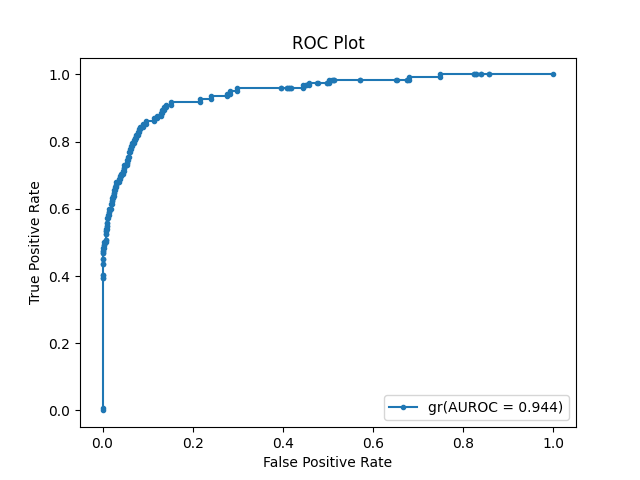 ROC Plot
True Positive Rate
1.0
0.8
0.6
0.4
0.2
0.0
gr(AUROC = 0.944)
0.0 0.2 0.4 0.6 0.8 1.0
False Positive Rate